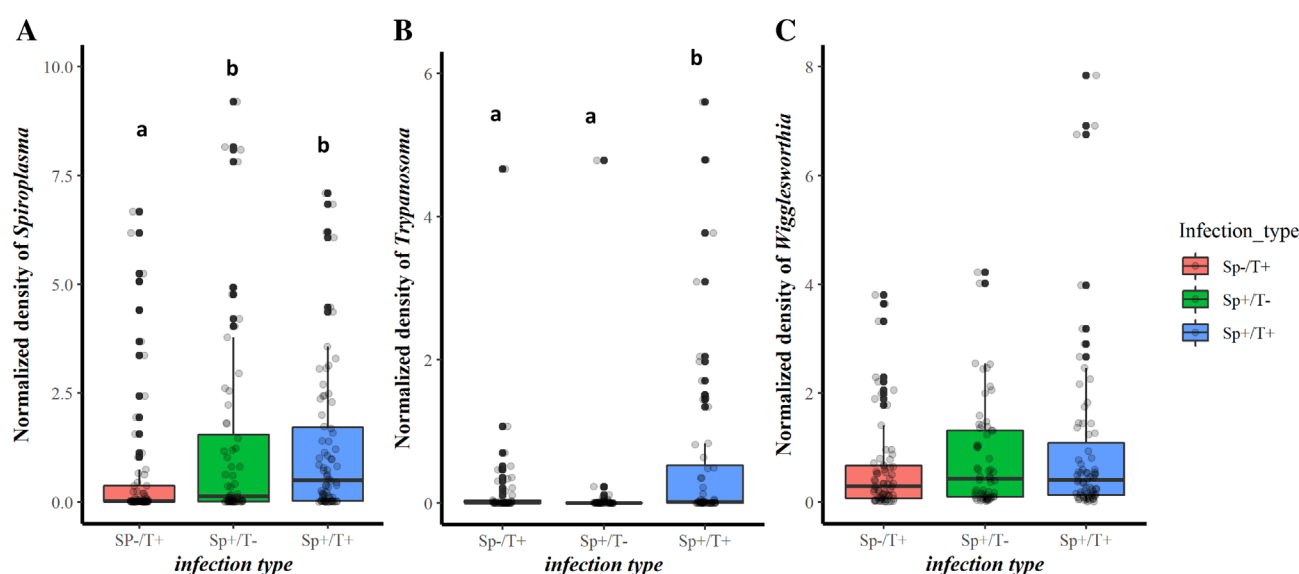 A
Normalized density of Spiroplasma
10.0
7.5
5.0
2.5
0.0
a
b
b
SP-/T+ Sp+/T- Sp+/T+
infection type
B
Normalized density of Trypanosoma
6
4
2
0
a
a
b
Sp-/T+ Sp+/T- Sp+/T+
infection type
C
Normalized density of Wigglesworthia
8
6
4
2
0
Sp-/T+ Sp+/T- Sp+/T+
infection type
Infection_type
Sp-/T+
Sp+/T-
Sp+/T+